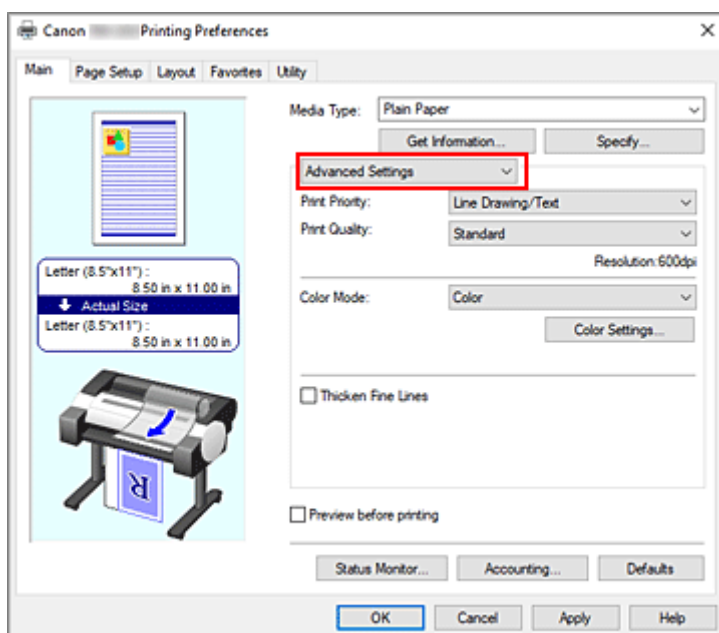 Canon Printing Preferences
Main Page Setup Layout Favorites Utility
Media Type: Plain Paper
Get Information... Specify...
Advanced Settings
Print Priority: Line Drawing/Text
Print Quality: Standard
Resolution:600dpi
Letter (8.5"x11") :
8.50 in x 11.00 in
Actual Size
Letter (8.5"x11") :
8.50 in x 11.00 in
Color Mode: Color
Color Settings...
Thicken Fine Lines
R
Preview before printing
Status Monitor... Accounting... Defaults
OK Cancel Apply Help